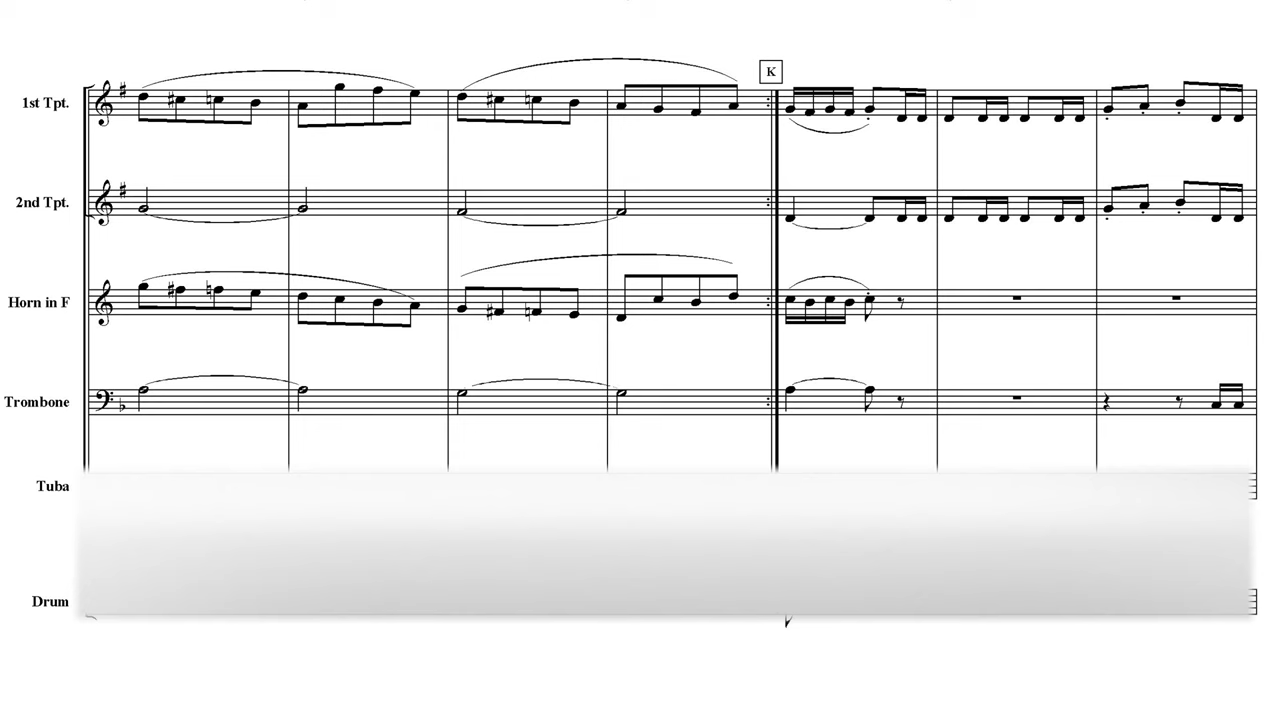 K
1st Tpt.
2nd Tpt.
Horn in F
Trombone
Tuba
Drum